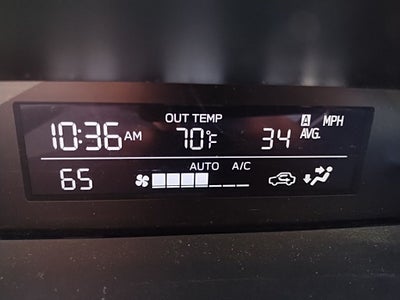 OUT TEMP A MPH
10:36AM 70°F 34 AVG.
AUTO A/C
65